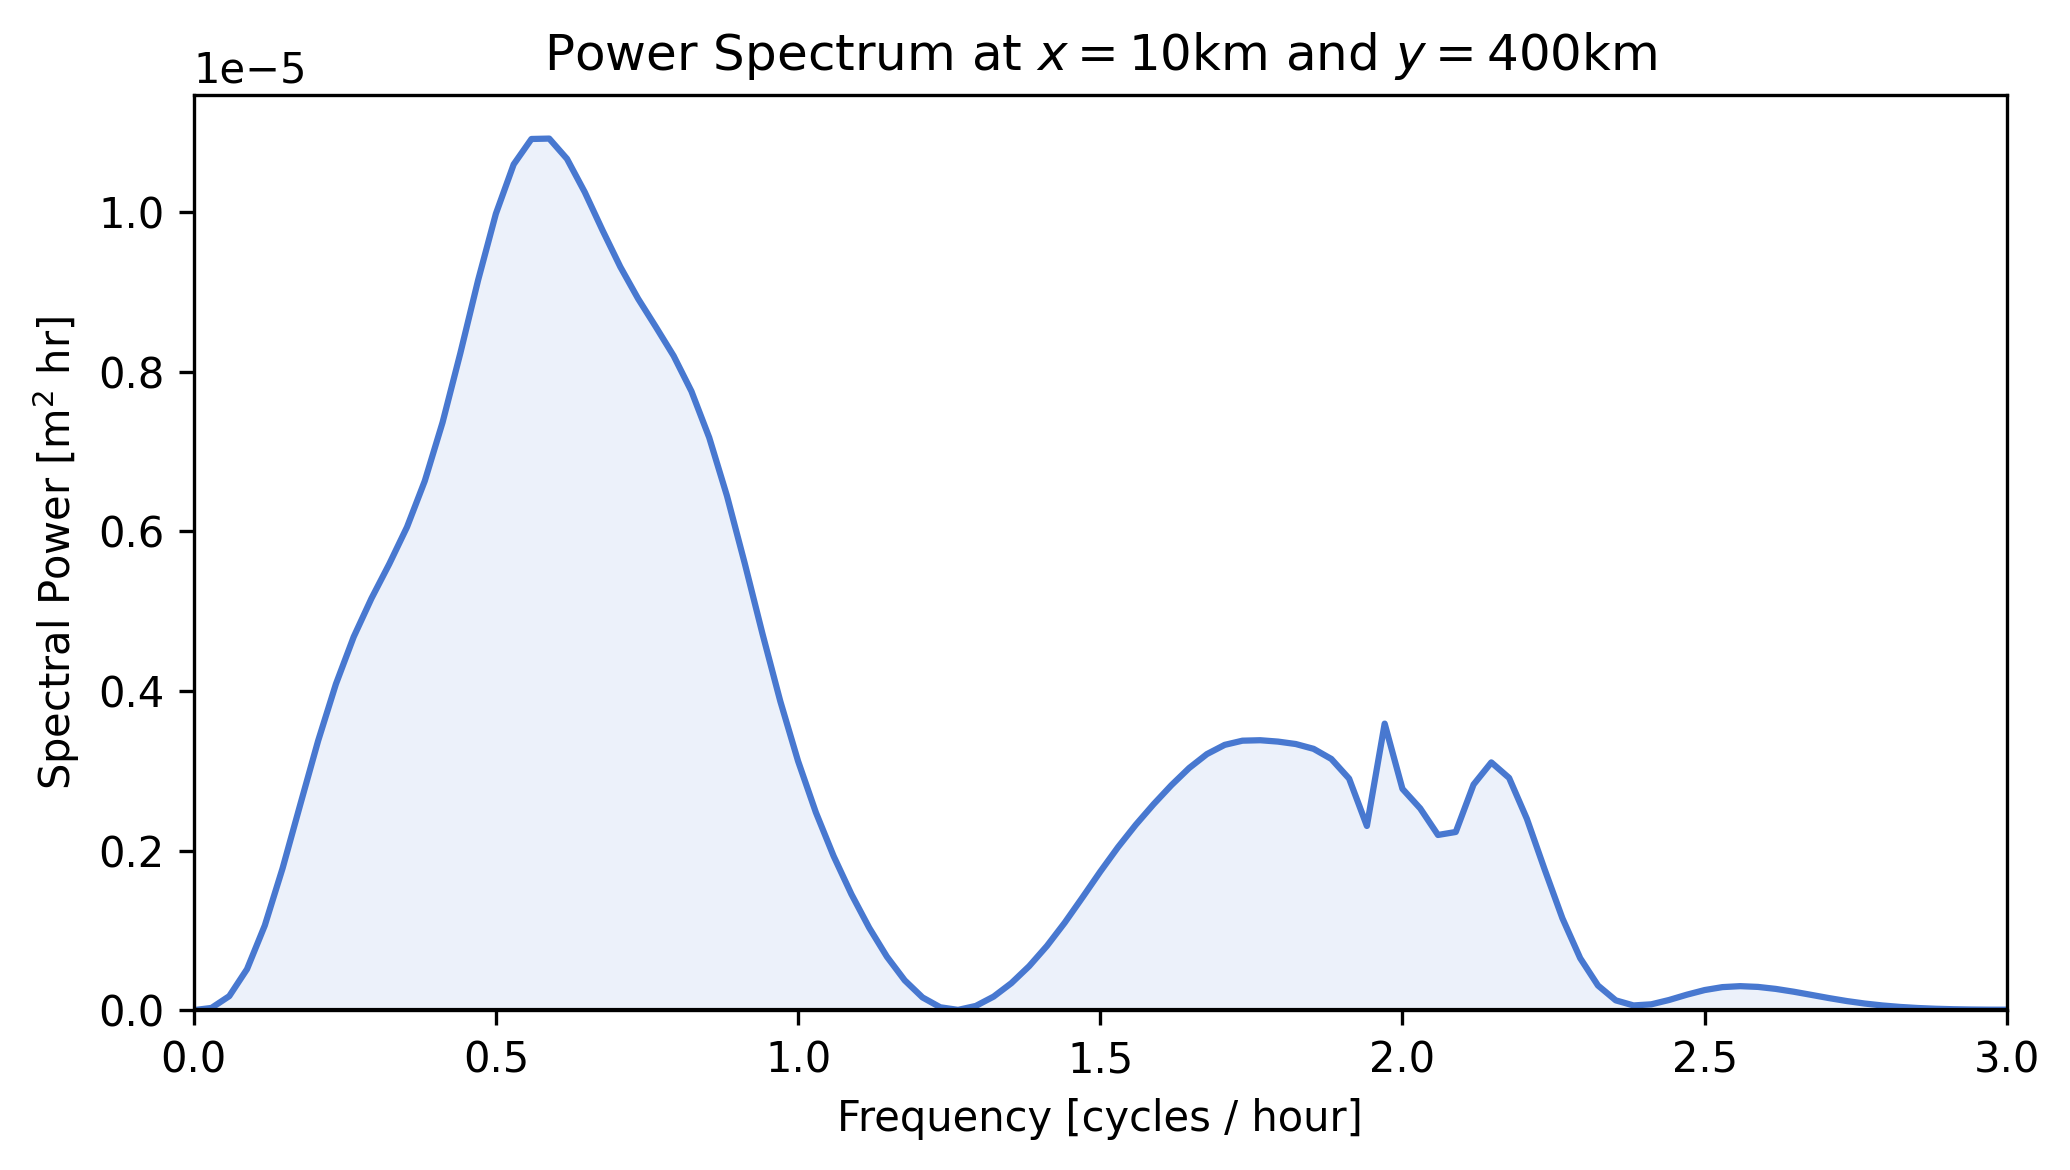 Power Spectrum at x = 10km and y = 400km
1e−5
Spectral Power [m² hr]
1.0
0.8
0.6
0.4
0.2
0.0
0.0 0.5 1.0 1.5 2.0 2.5 3.0
Frequency [cycles / hour]